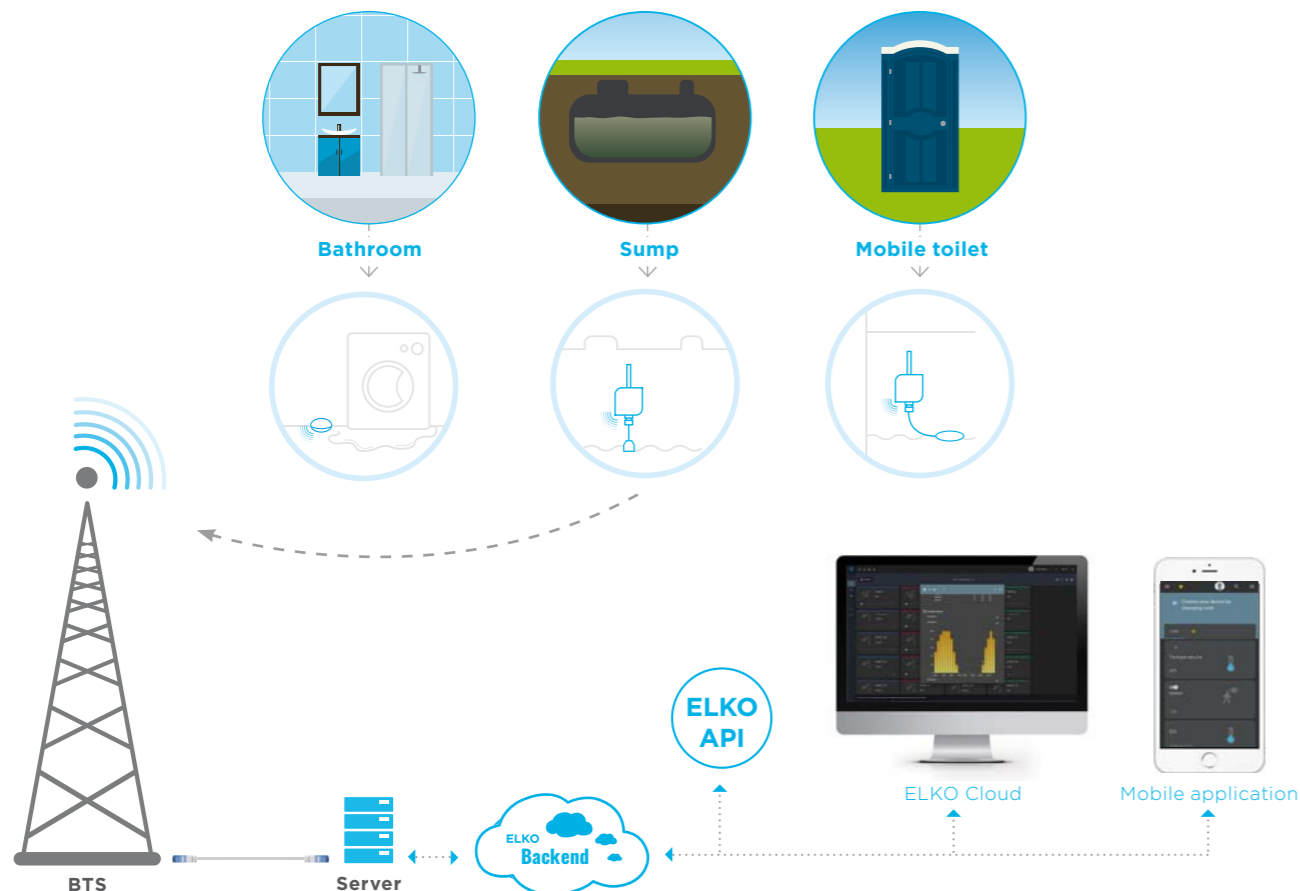 Bathroom
Sump
Mobile toilet
ELKO
API
ELKO Cloud
Mobile application
ELKO
Backend
BTS
Server